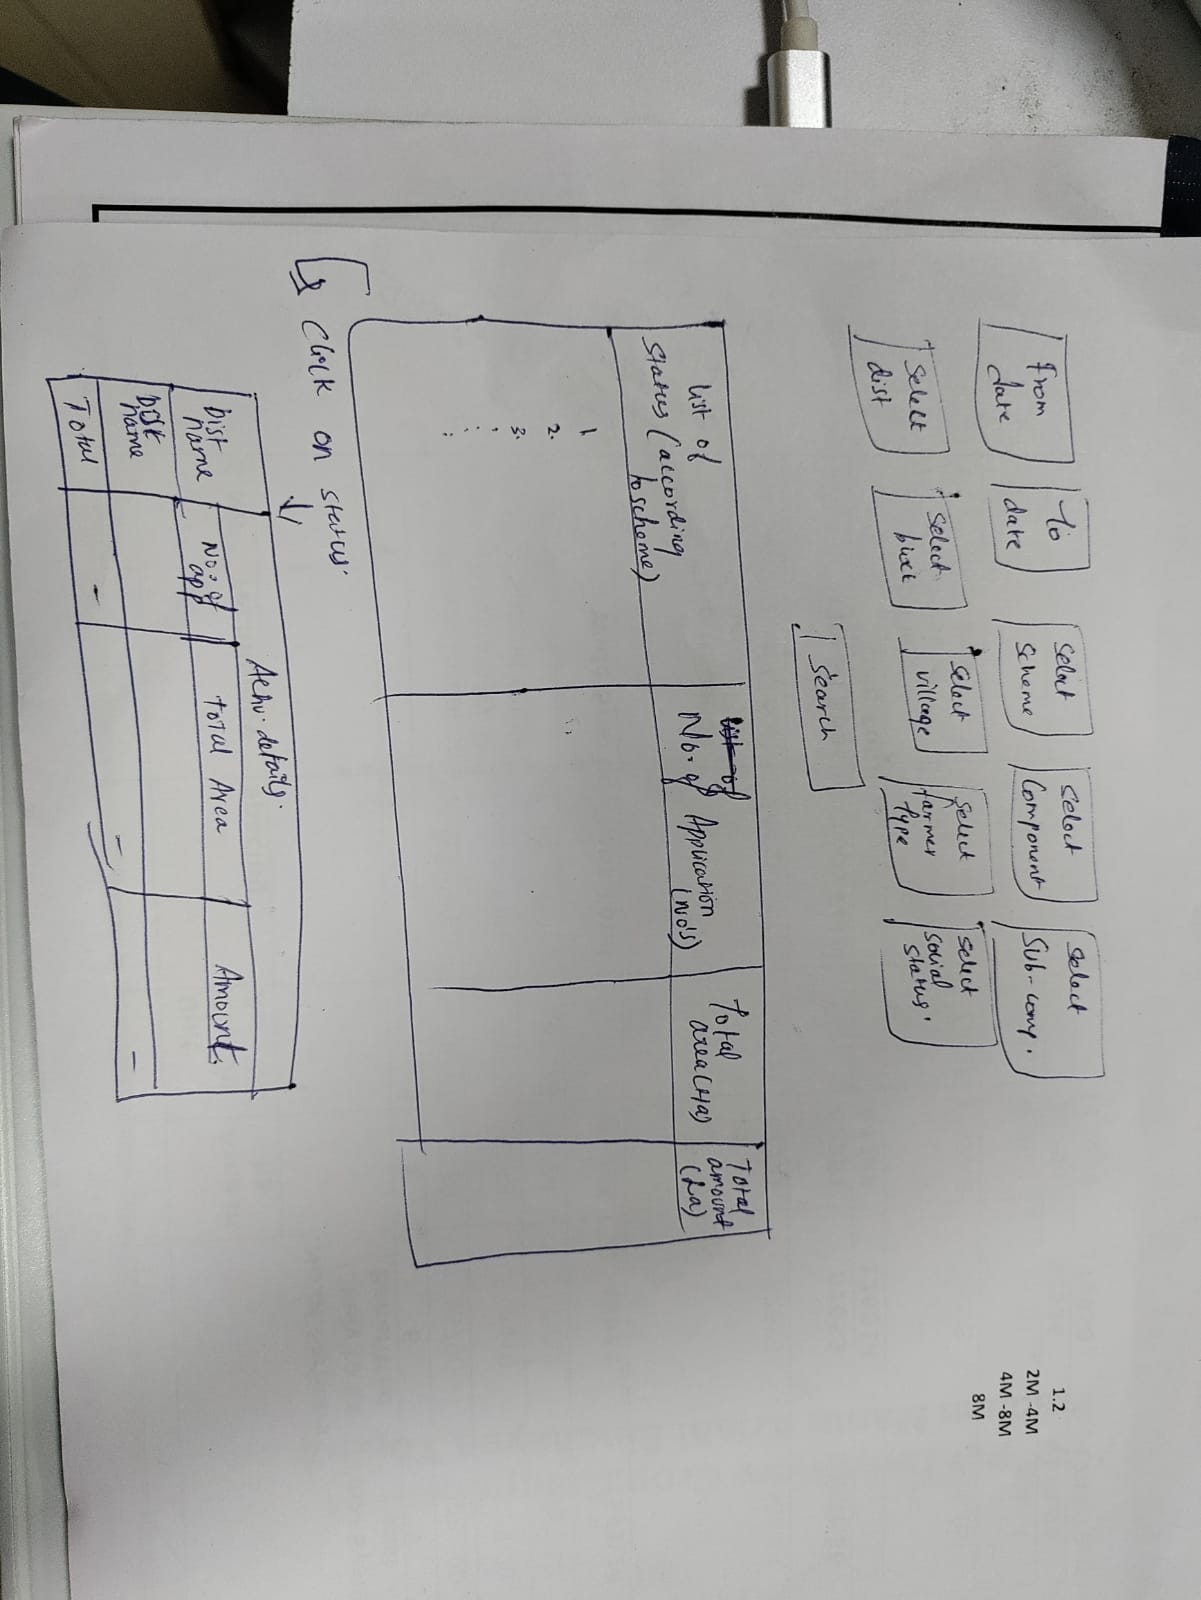 From
date
To
date
Select
Scheme
Select
Component
Select
Sub-comp.
1.2
2M -4M
4M -8M
8M
Select
dist
Select
block
Select
village
Select
farmer
type
Select
social
status.
Search
List of
Status (according
to scheme)
No. of Application
(No's)
Total
area (Ha)
Total
amount
(La)
1
2.
3.
Click on status.
Dist
name
details.
No. of
app
Total Area
Amount.
Dist
name
Total